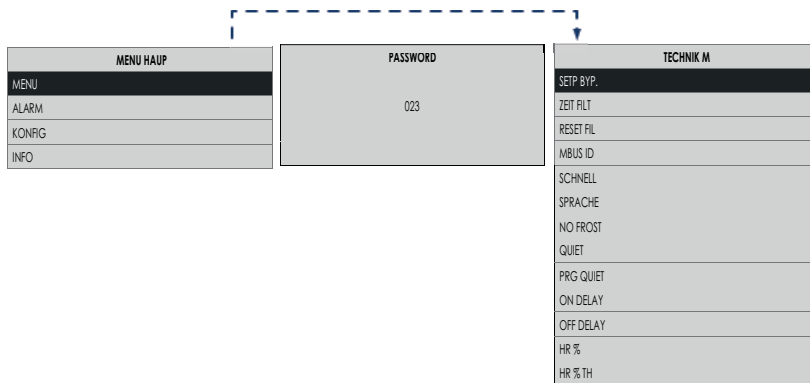 MENU HAUP
MENU
ALARM
KONFIG
INFO
PASSWORD
023
TECHNIK M
SETP BYP.
ZEIT FILT
RESET FIL
MBUS ID
SCHNELL
SPRACHE
NO FROST
QUIET
PRG QUIET
ON DELAY
OFF DELAY
HR %
HR % TH